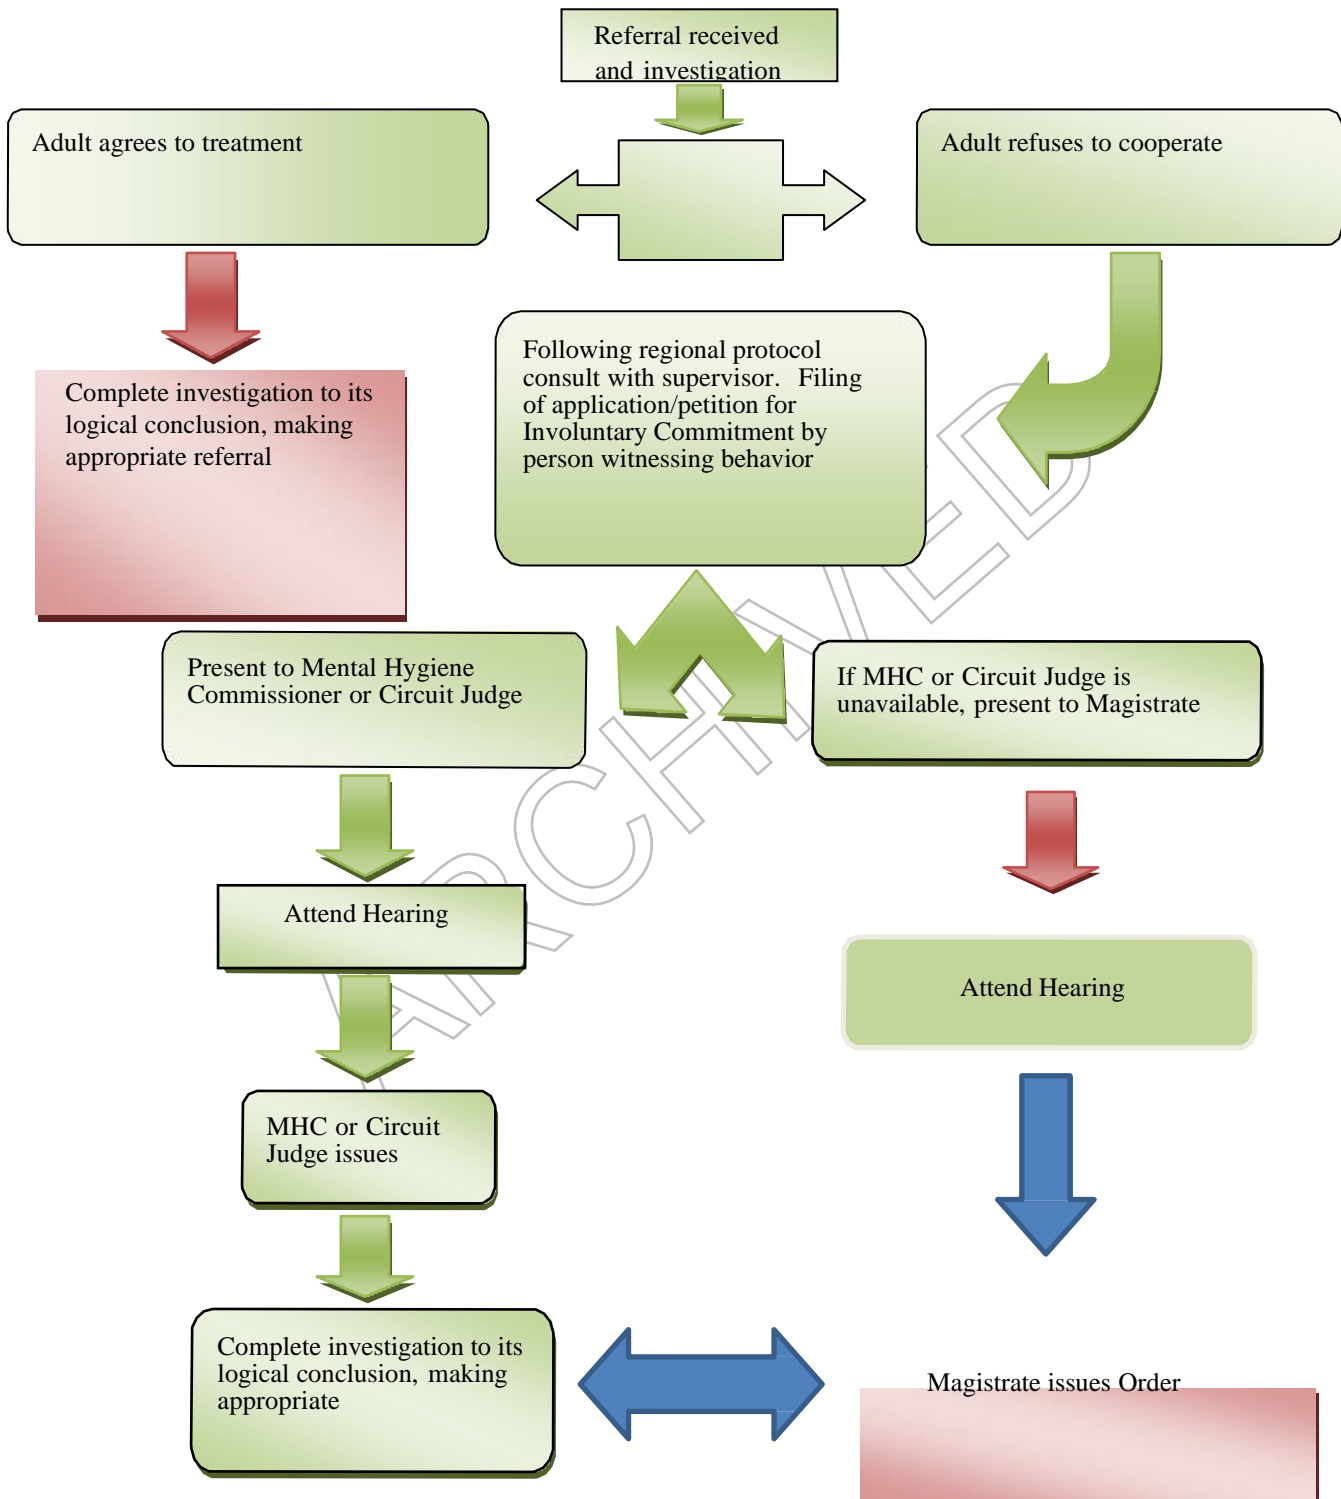 Referral received
and investigation
Adult agrees to treatment
Adult refuses to cooperate
Following regional protocol
consult with supervisor.  Filing
of application/petition for
Involuntary Commitment by
person witnessing behavior
Complete investigation to its
logical conclusion, making
appropriate referral
Present to Mental Hygiene
Commissioner or Circuit Judge
If MHC or Circuit Judge is
unavailable, present to Magistrate
Attend Hearing
Attend Hearing
MHC or Circuit
Judge issues
Complete investigation to its
logical conclusion, making
appropriate
Magistrate issues Order
ARCHIVED